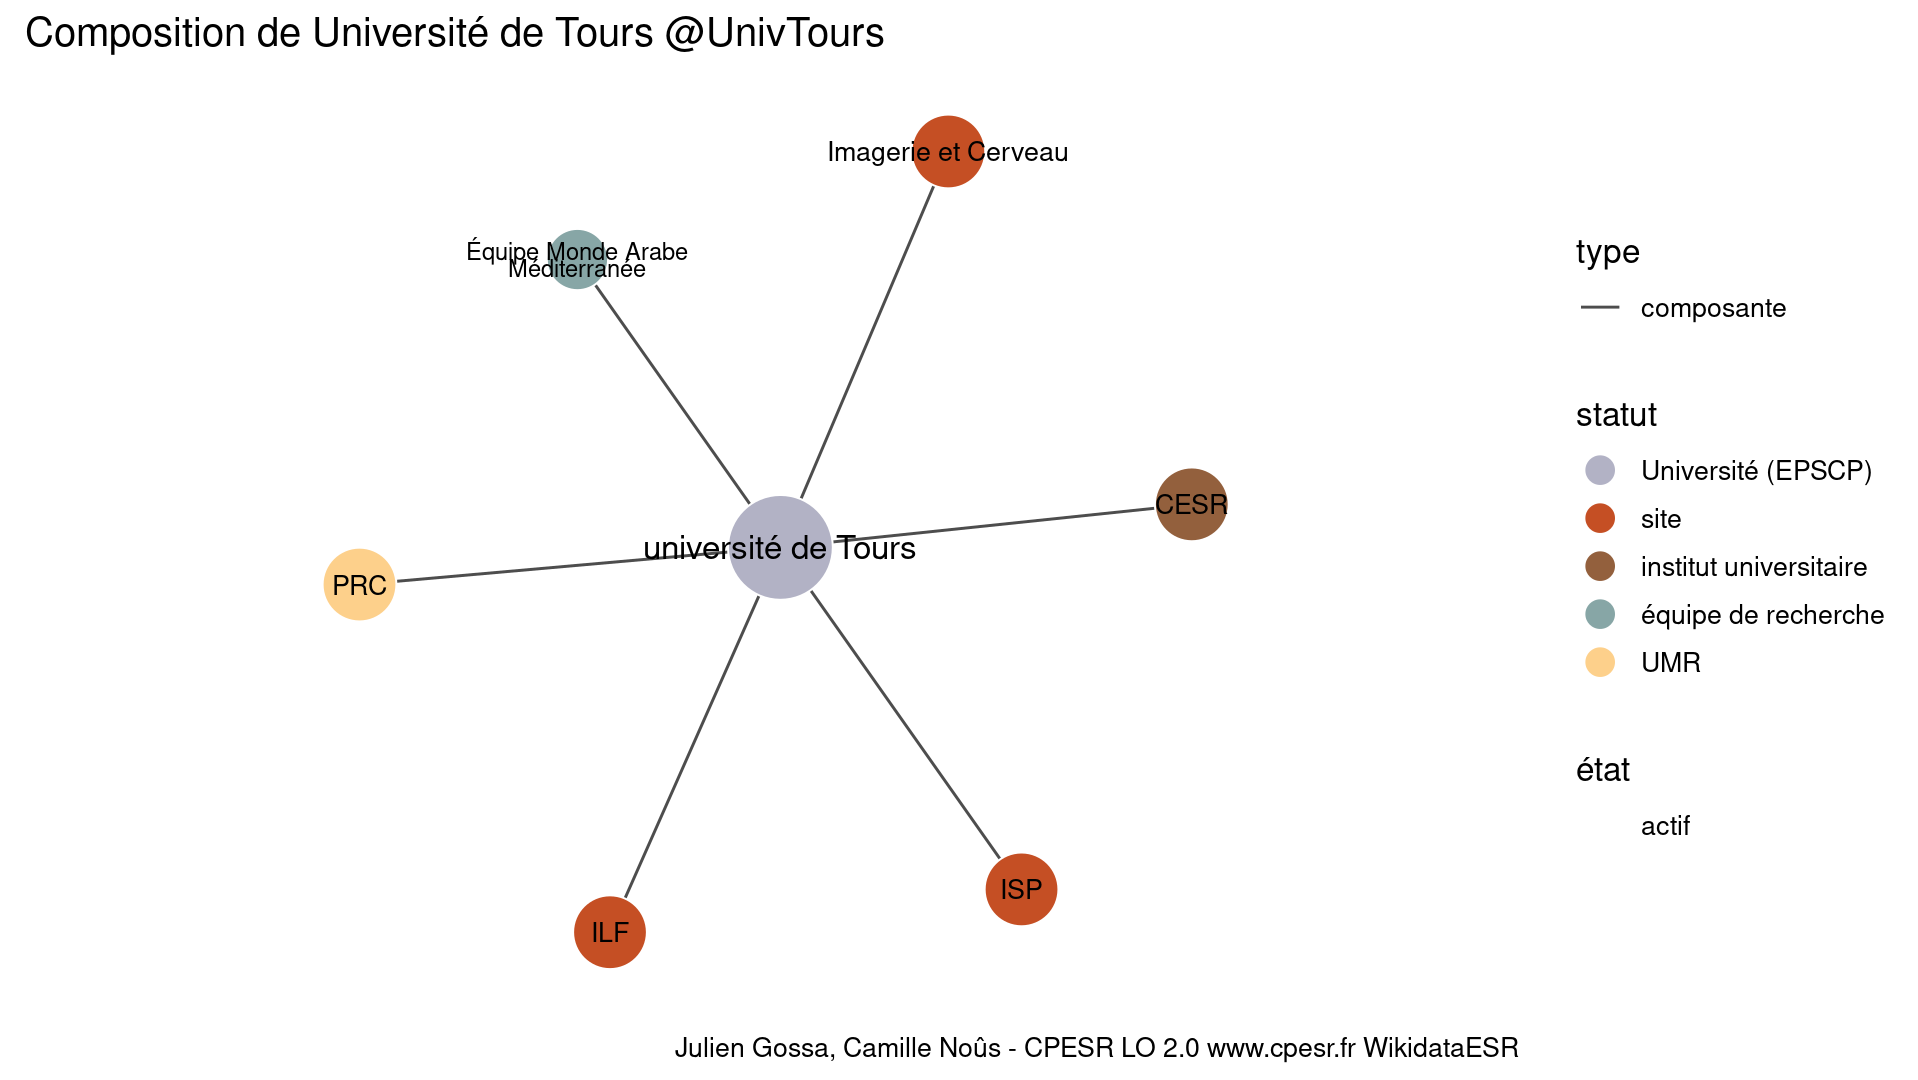 Composition de Université de Tours @UnivTours
Imagerie et Cerveau
Équipe Monde Arabe
Méditerranée
CESR
université de Tours
PRC
ISP
ILF
type
composante
statut
Université (EPSCP)
site
institut universitaire
équipe de recherche
UMR
état
actif
Julien Gossa, Camille Noûs - CPESR LO 2.0 www.cpesr.fr WikidataESR